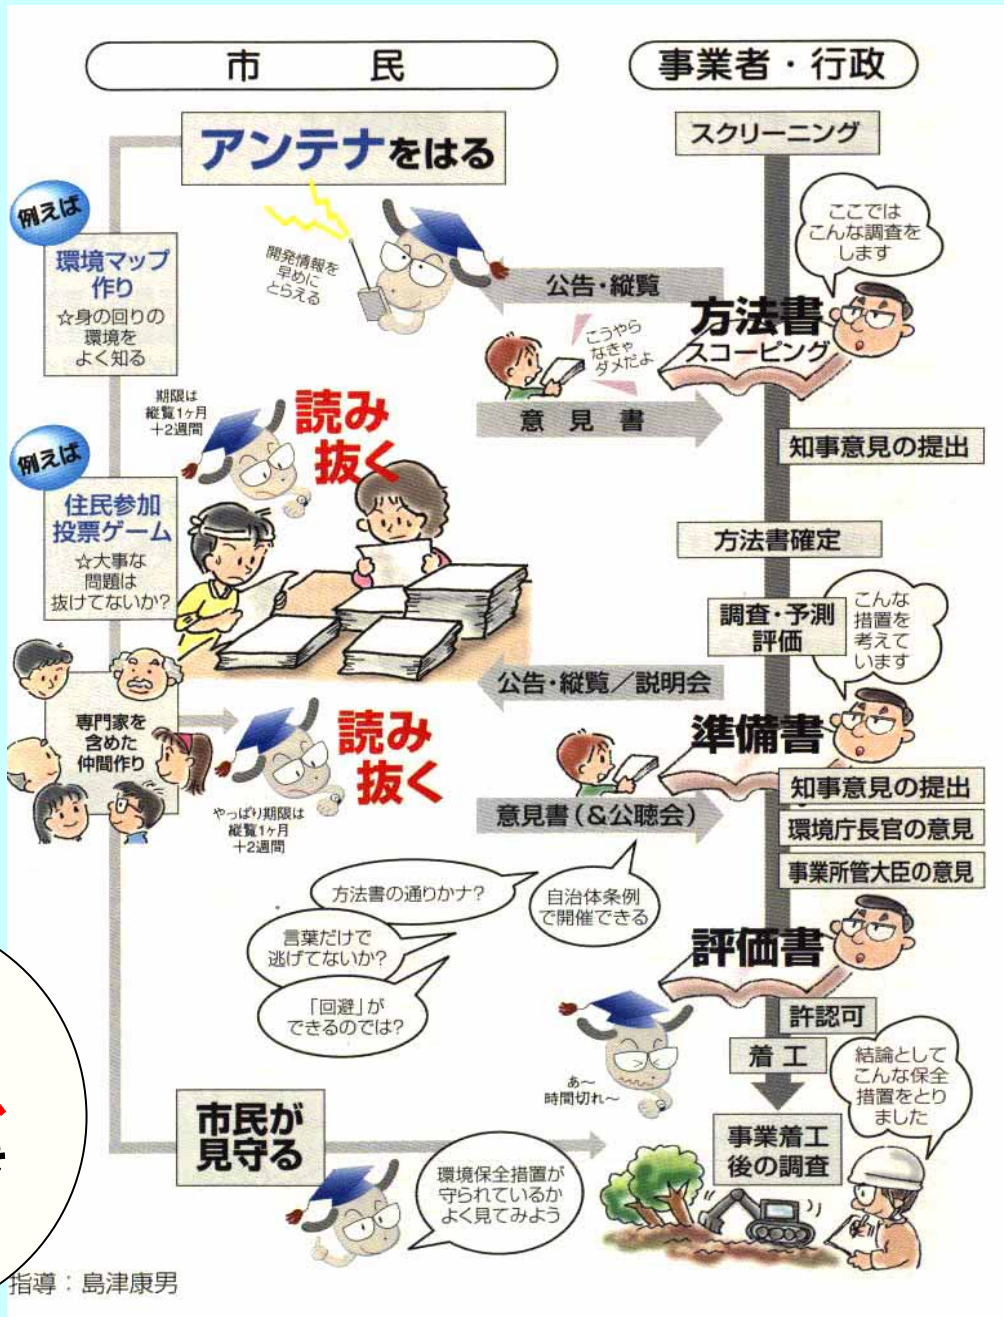 市　民
事業者・行政
アンテナをはる
スクリーニング
例えば
環境マップ
作り
☆身の回りの
環境を
よく知る
開発情報を
早めに
とらえる
ここでは
こんな調査を
します
公告・縦覧
方法書
スコーピング
こうやら
なきゃ
ダメだよ
意見書
期限は
縦覧1ヶ月
＋2週間
読み
抜く
知事意見の提出
例えば
住民参加
投票ゲーム
☆大事な
問題は
抜けてないか?
方法書確定
調査・予測
評価
こんな
措置を
考えて
います
公告・縦覧／説明会
準備書
専門家を
含めた
仲間作り
読み
抜く
やっぱり期限は
縦覧1ヶ月
＋2週間
意見書(&公聴会)
知事意見の提出
環境庁長官の意見
事業所管大臣の意見
方法書の通りかナ?
自治体条例
で開催できる
言葉だけで
逃げてないか?
「回避」が
できるのでは?
評価書
許認可
着工
あ〜
時間切れ〜
結論として
こんな保全
措置をとり
ました
市民が
見守る
事業着工
後の調査
環境保全措置が
守られているか
よく見てみよう
指導：島津康男